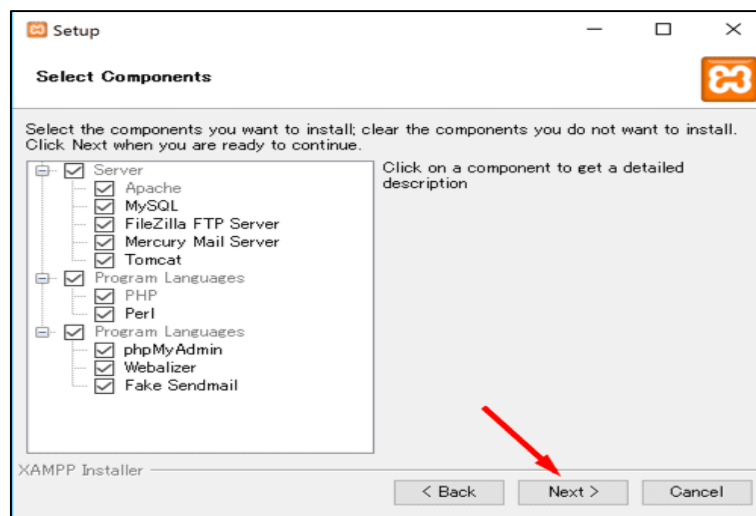 Setup
Select Components
Select the components you want to install; clear the components you do not want to install.
Click Next when you are ready to continue.
Server
Apache
MySQL
FileZilla FTP Server
Mercury Mail Server
Tomcat
Program Languages
PHP
Perl
Program Languages
phpMyAdmin
Webalizer
Fake Sendmail
Click on a component to get a detailed
description
XAMPP Installer
< Back
Next >
Cancel